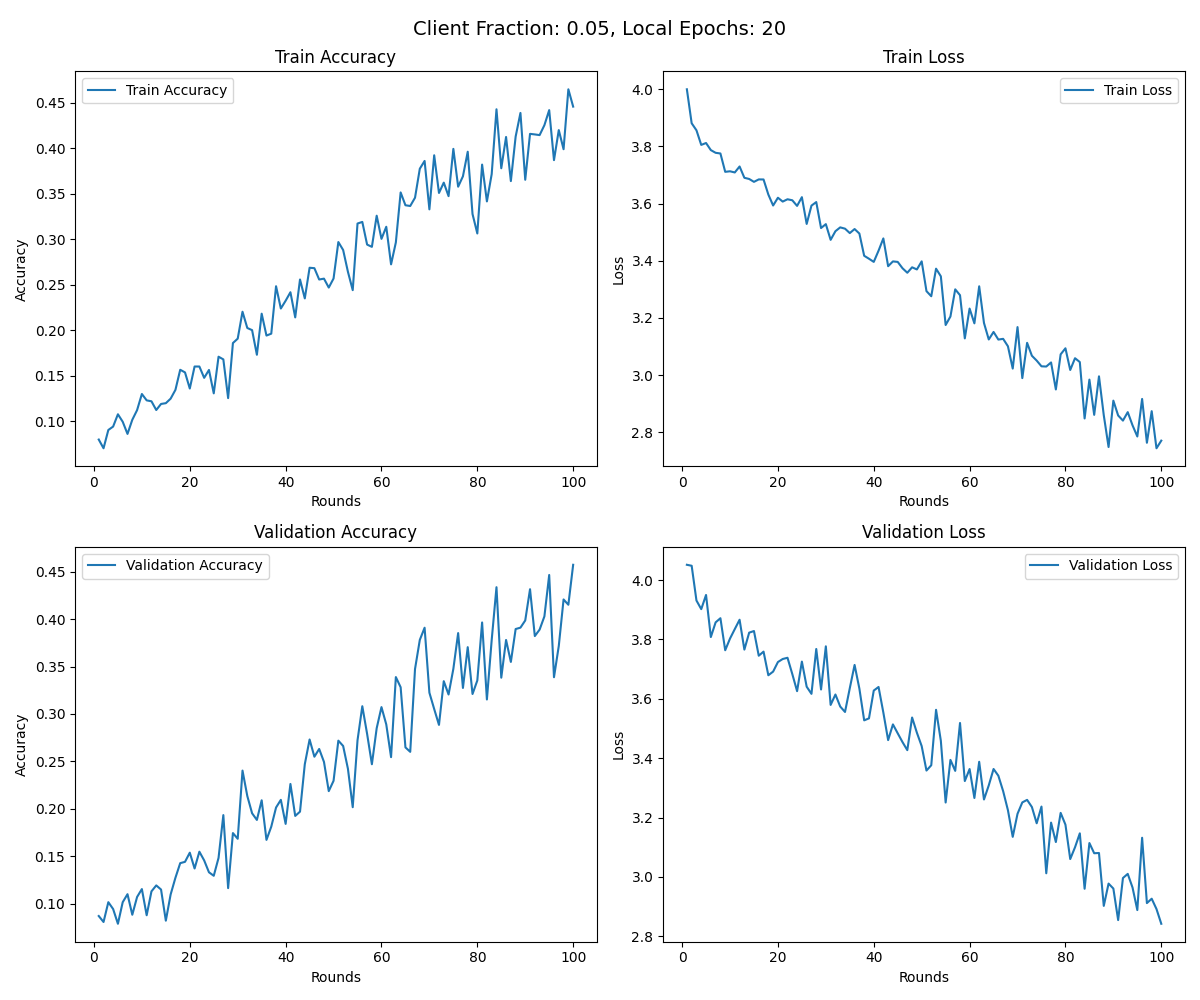 Client Fraction: 0.05, Local Epochs: 20
Train Accuracy
Train Accuracy
Accuracy
0.45
0.40
0.35
0.30
0.25
0.20
0.15
0.10
0 20 40 60 80 100
Rounds
Train Loss
Train Loss
Loss
4.0
3.8
3.6
3.4
3.2
3.0
2.8
0 20 40 60 80 100
Rounds
Validation Accuracy
Validation Accuracy
Accuracy
0.45
0.40
0.35
0.30
0.25
0.20
0.15
0.10
0 20 40 60 80 100
Rounds
Validation Loss
Validation Loss
Loss
4.0
3.8
3.6
3.4
3.2
3.0
2.8
0 20 40 60 80 100
Rounds